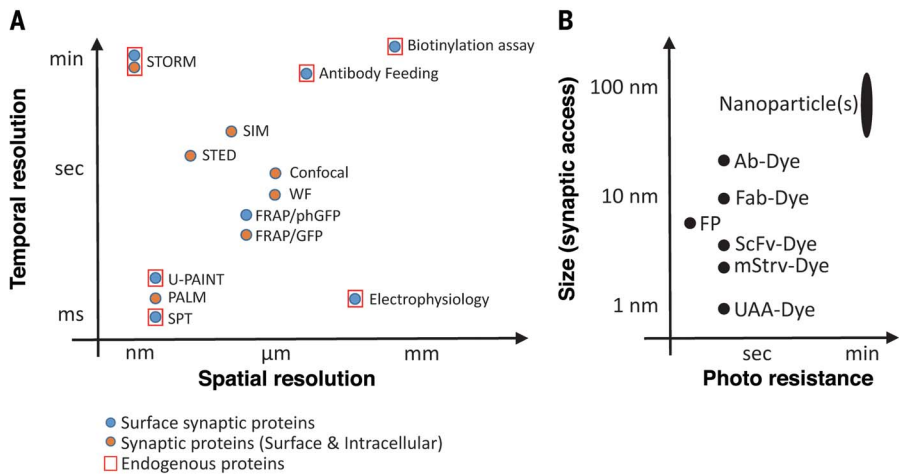 A
Temporal resolution
min
sec
ms
STORM
Biotinylation assay
Antibody Feeding
SIM
STED
Confocal
WF
FRAP/phGFP
FRAP/GFP
U-PAINT
PALM
SPT
Electrophysiology
nm
µm
mm
Spatial resolution
Surface synaptic proteins
Synaptic proteins (Surface & Intracellular)
Endogenous proteins
B
Size (synaptic access)
100 nm
10 nm
1 nm
Nanoparticle(s)
Ab-Dye
Fab-Dye
FP
ScFv-Dye
mStrv-Dye
UAA-Dye
sec
min
Photo resistance